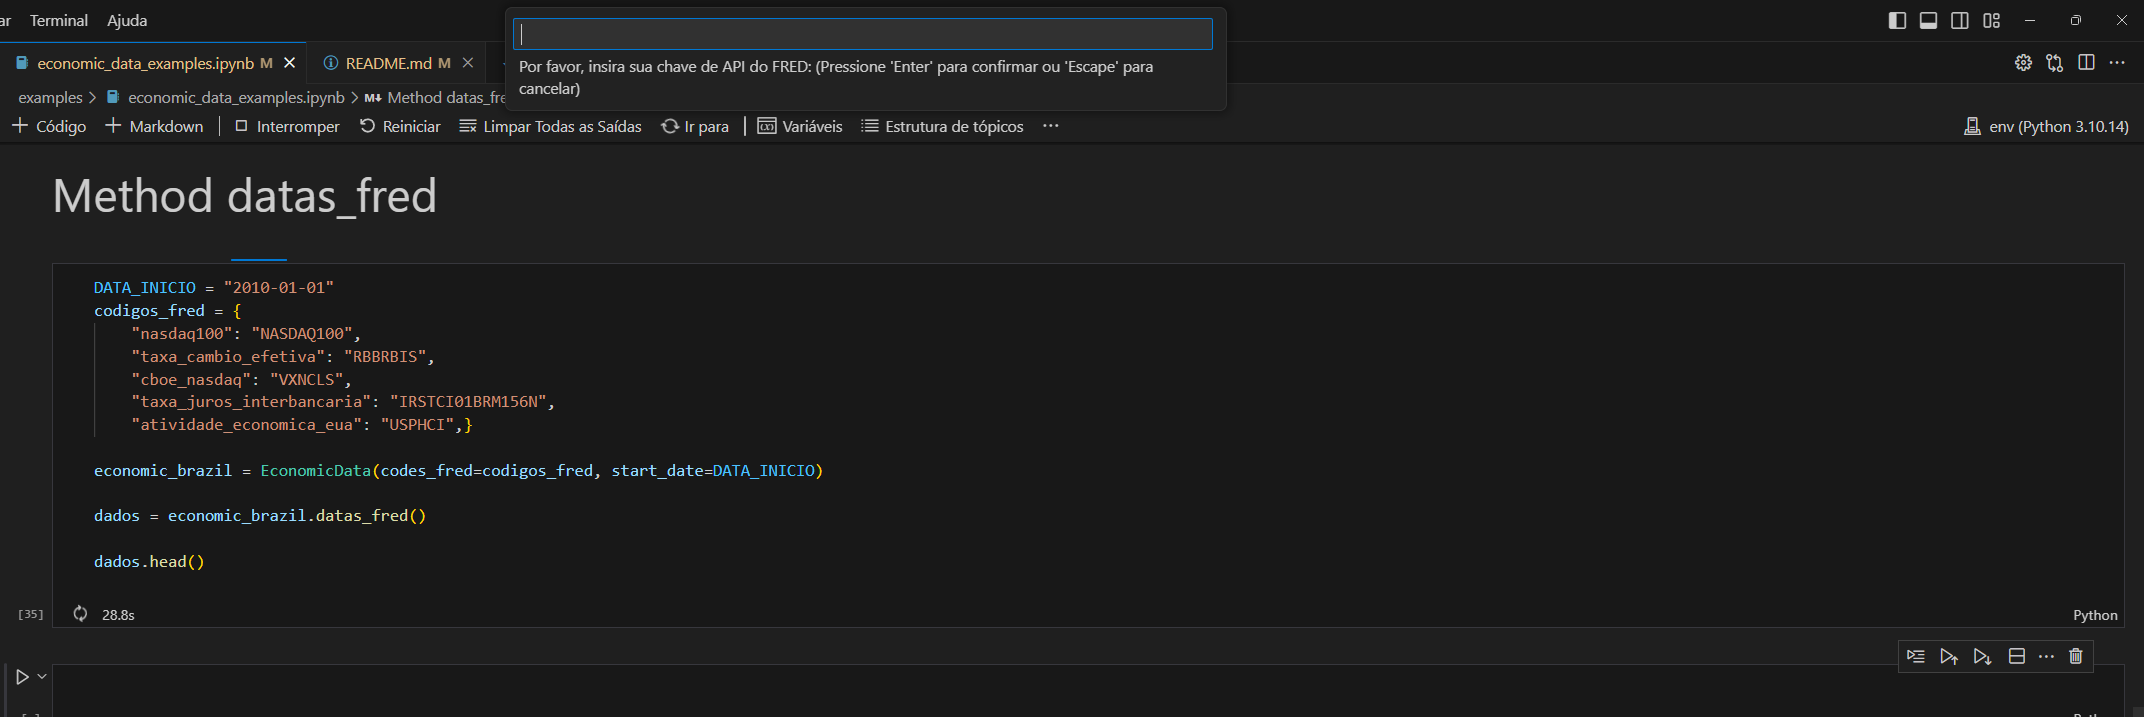 ar Terminal Ajuda
Por favor, insira sua chave de API do FRED: (Pressione 'Enter' para confirmar ou 'Escape' para
cancelar)
economic_data_examples.ipynb M
README.md M
examples > economic_data_examples.ipynb > M↓ Method datas_fre
+ Código + Markdown Interromper Reiniciar Limpar Todas as Saídas Ir para Variáveis Estrutura de tópicos ...
env (Python 3.10.14)
Method datas_fred
DATA_INICIO = "2010-01-01"
codigos_fred = {
"nasdaq100": "NASDAQ100",
"taxa_cambio_efetiva": "RBBRBIS",
"cboe_nasdaq": "VXNCLS",
"taxa_juros_interbancaria": "IRSTCI01BRM156N",
"atividade_economica_eua": "USPHCI",}
economic_brazil = EconomicData(codes_fred=codigos_fred, start_date=DATA_INICIO)
dados = economic_brazil.datas_fred()
dados.head()
[35] 28.8s
Python